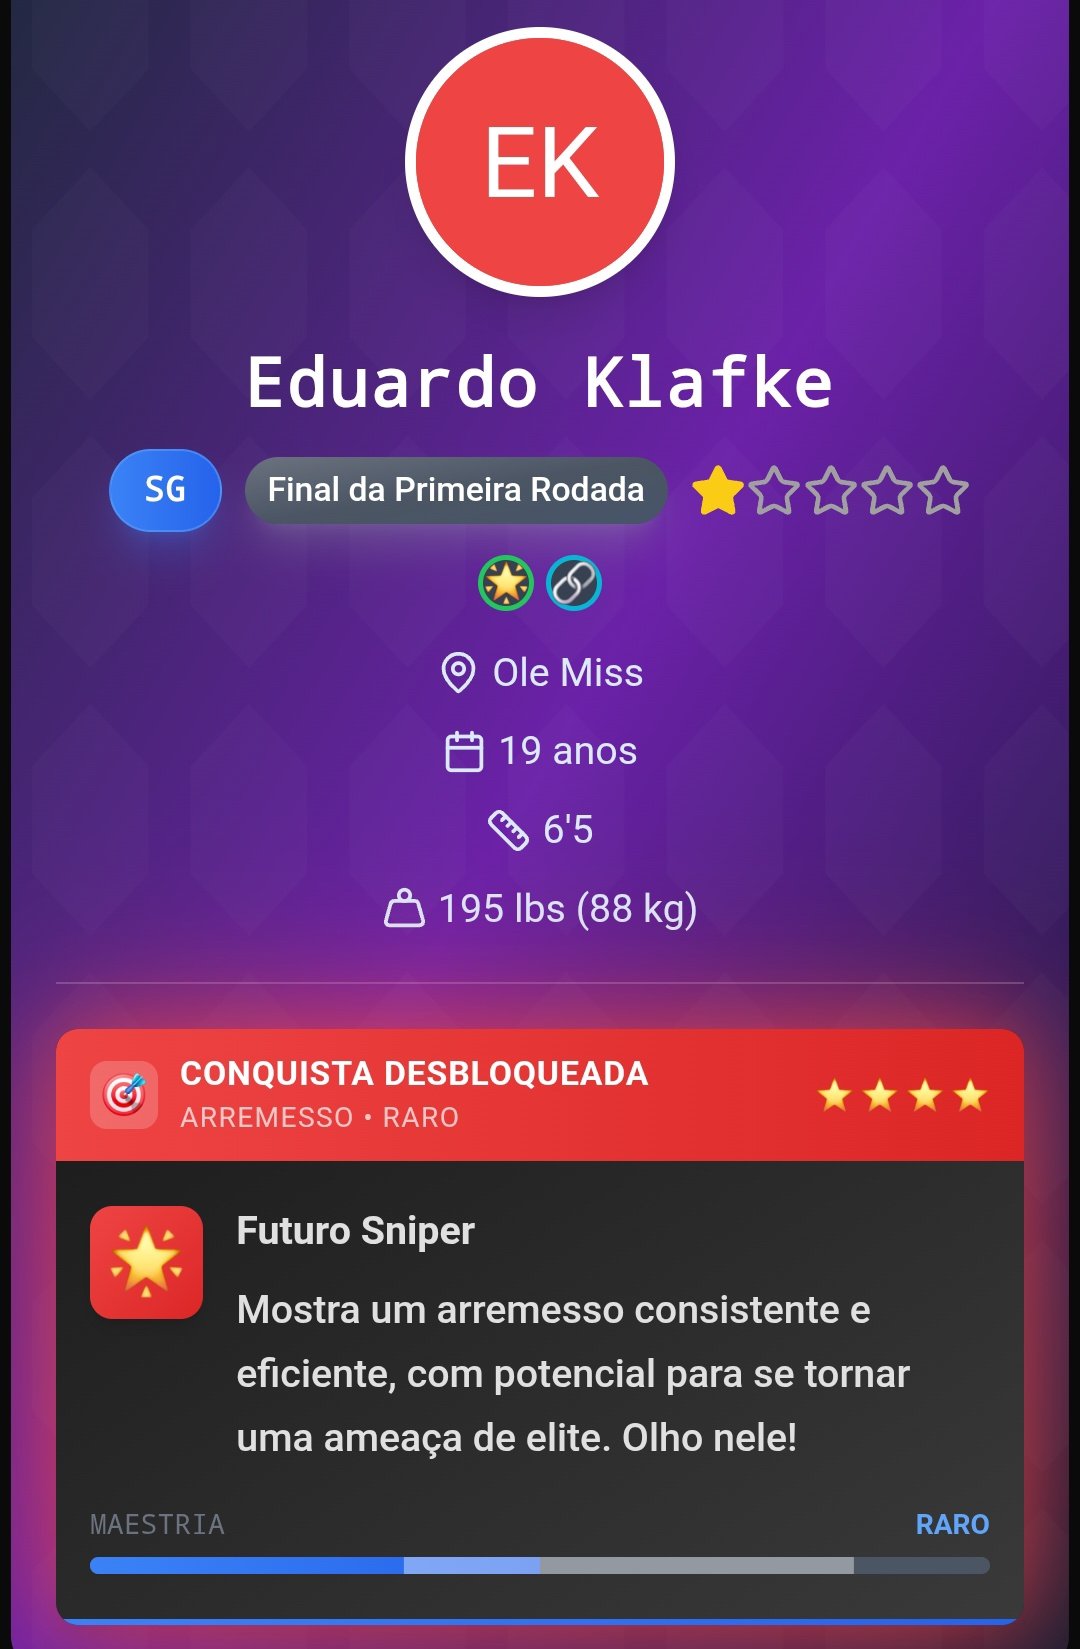 EK
Eduardo Klafke
SG
Final da Primeira Rodada
Ole Miss
19 anos
6'5
195 lbs (88 kg)
CONQUISTA DESBLOQUEADA
ARREMESSO • RARO
Futuro Sniper
Mostra um arremesso consistente e
eficiente, com potencial para se tornar
uma ameaça de elite. Olho nele!
MAESTRIA
RARO